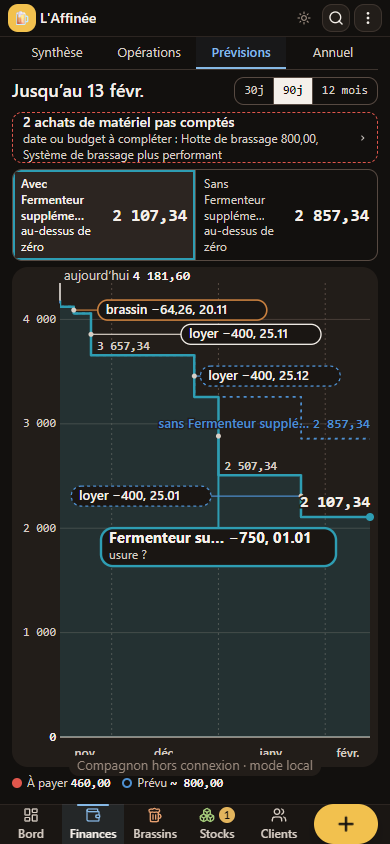 L'Affinée
Synthèse Opérations Prévisions Annuel
Jusqu'au 13 févr. 30j 90j 12 mois
2 achats de matériel pas comptés
date ou budget à compléter : Hotte de brassage 800,00,
Système de brassage plus performant
Avec
Fermenteur
suppléme...
au-dessus de
zéro
2 107,34
Sans
Fermenteur
suppléme...
au-dessus de
zéro
2 857,34
aujourd'hui 4 181,60
brassin −64,26, 20.11
4 000
loyer −400, 25.11
3 657,34
loyer −400, 25.12
3 000
sans Fermenteur supplé... 2 857,34
2 507,34
loyer −400, 25.01
2 107,34
2 000
Fermenteur su... −750, 01.01
usure ?
1 000
0
nov. déc. janv. févr.
Compagnon hors connexion · mode local
À payer 460,00 Prévu ~ 800,00
1
Bord Finances Brassins Stocks Clients
+